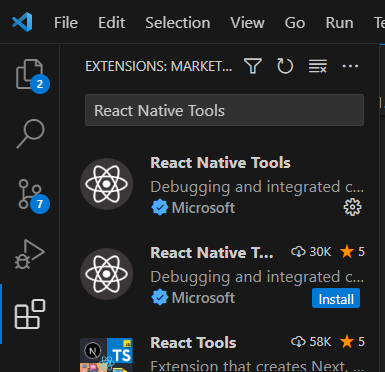 File Edit Selection View Go Run Te
EXTENSIONS: MARKET...
2
React Native Tools
React Native Tools
Debugging and integrated c...
Microsoft
7
React Native T... 30K 5
Debugging and integrated c...
Microsoft Install
React Tools 58K 5
N TS
Extension that creates Next, ...